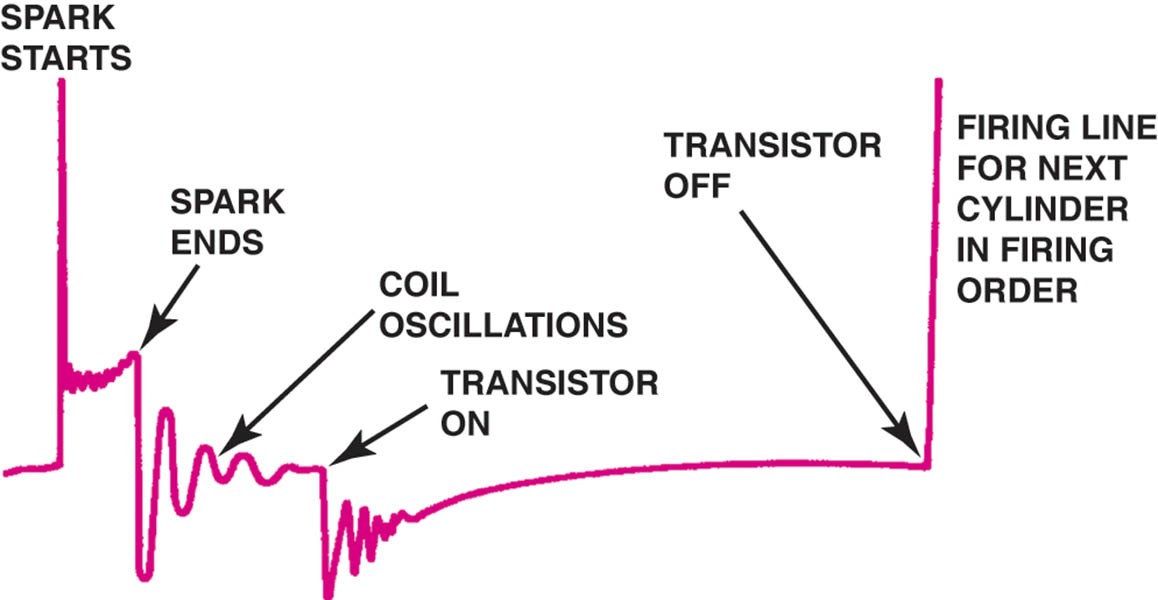 SPARK
STARTS
SPARK
ENDS
COIL
OSCILLATIONS
TRANSISTOR
ON
TRANSISTOR
OFF
FIRING LINE
FOR NEXT
CYLINDER
IN FIRING
ORDER